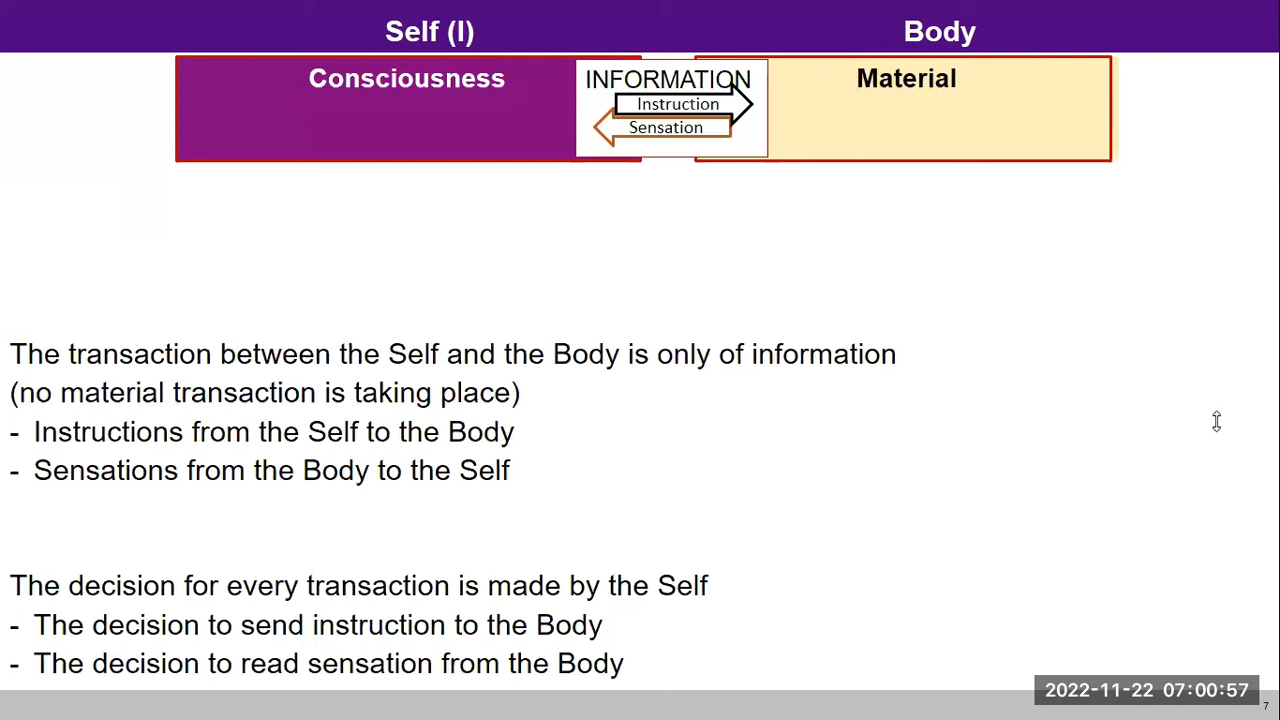 Self (I) Body
Consciousness INFORMATION Material
Instruction
Sensation
The transaction between the Self and the Body is only of information
(no material transaction is taking place)
- Instructions from the Self to the Body
- Sensations from the Body to the Self
The decision for every transaction is made by the Self
- The decision to send instruction to the Body
- The decision to read sensation from the Body
2022-11-22 07:00:57
7